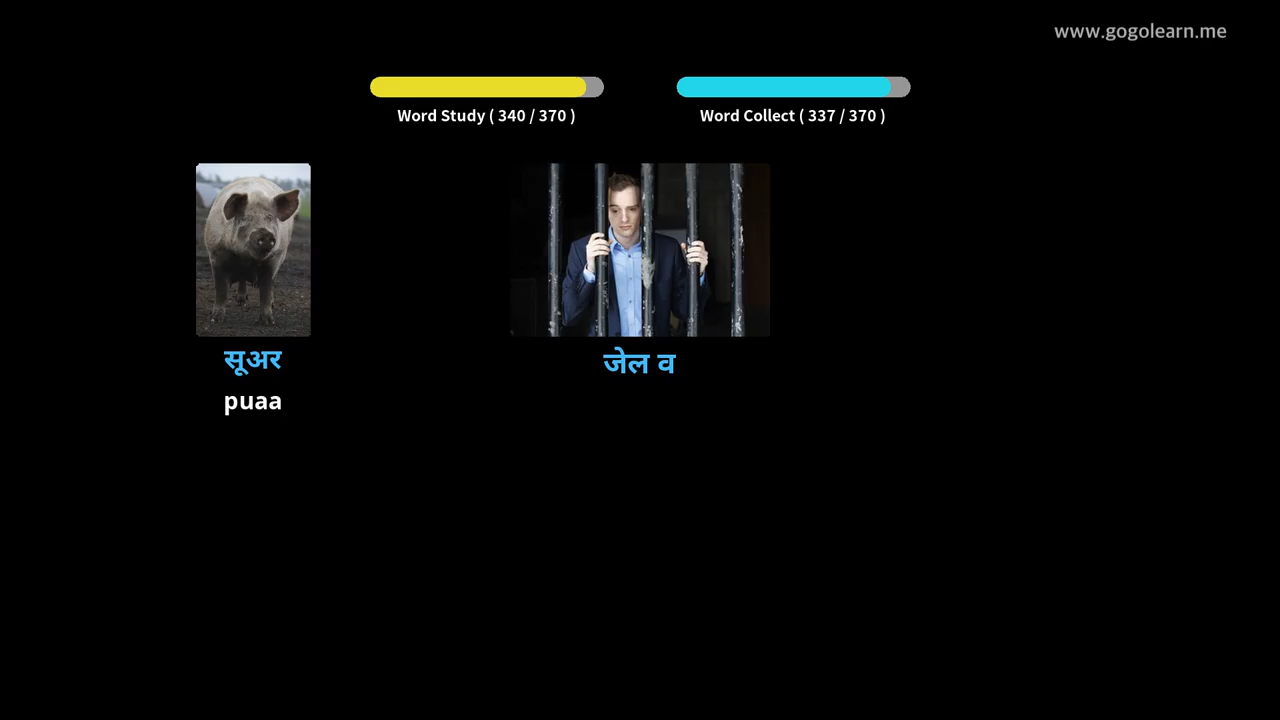 www.gogolearn.me
Word Study ( 340 / 370 )
Word Collect ( 337 / 370 )
सूअर
जेल व
puaa